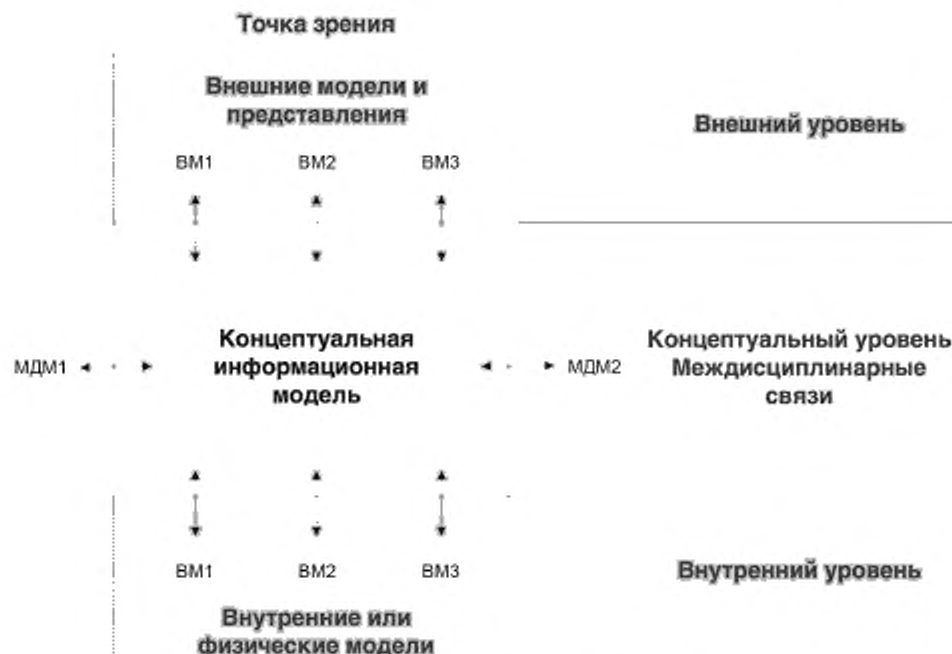 Точка зрения
Внешние модели и
представления
Внешний уровень
ВМ1 ВМ2 ВМ3
МДМ1
Концептуальная
информационная
модель
МДМ2
Концептуальный уровень
Междисциплинарные
связи
ВМ1 ВМ2 ВМ3
Внутренний уровень
Внутренние или
физические модели